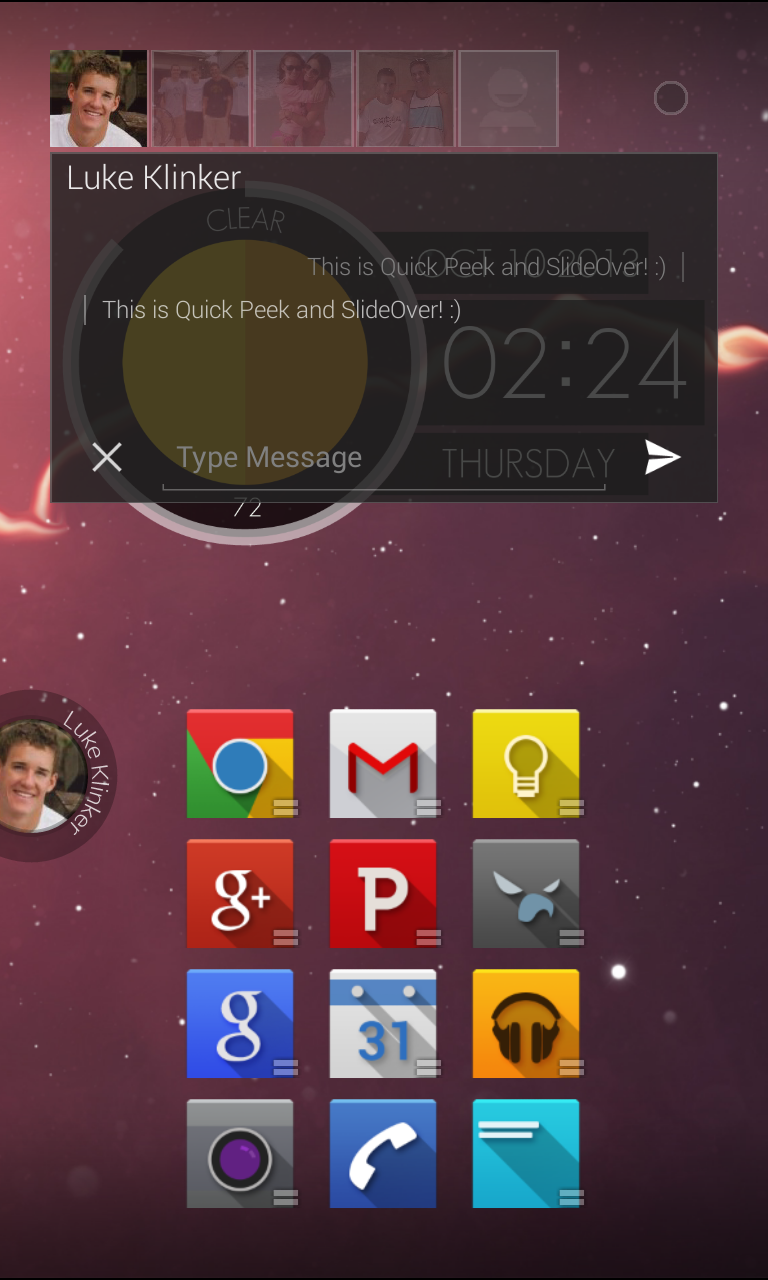 Luke Klinker
CLEAR
OCT 10 2013
This is Quick Peek and SlideOver! :)
This is Quick Peek and SlideOver! :)
02:24
Type Message
THURSDAY
72
Luke Klinker
g+
P
g
31